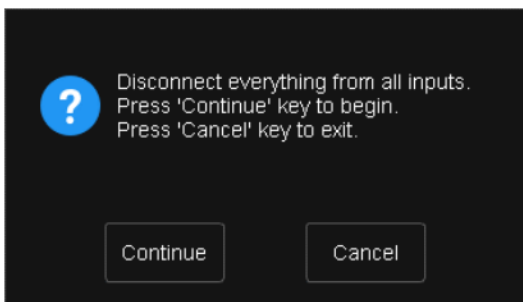 ?
Disconnect everything from all inputs.
Press 'Continue' key to begin.
Press 'Cancel' key to exit.
Continue
Cancel